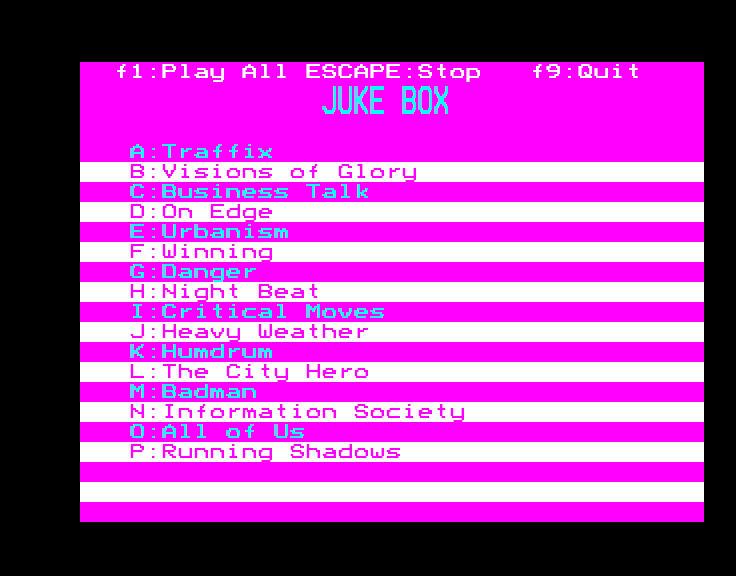 f1:Play All ESCAPE:Stop f9:Quit
JUKE BOX
A:Traffix
B:Visions of Glory
C:Business Talk
D:On Edge
E:Urbanism
F:Winning
G:Danger
H:Night Beat
I:Critical Moves
J:Heavy Weather
K:Humdrum
L:The City Hero
M:Badman
N:Information Society
O:All of Us
P:Running Shadows